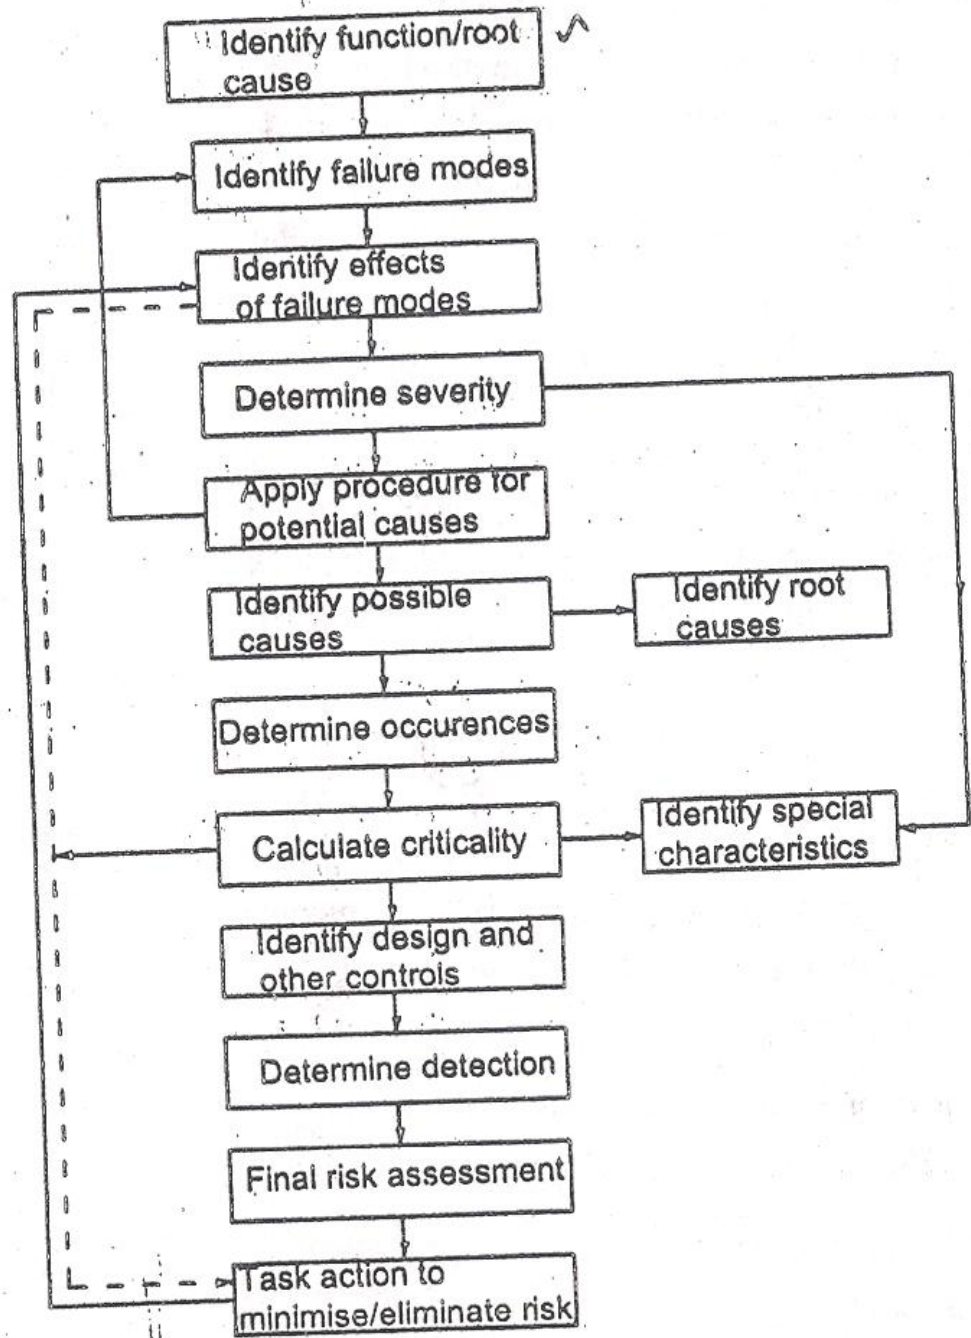 Identify function/root
cause
Identify failure modes
Identify effects
of failure modes
Determine severity
Apply procedure for
potential causes
Identify possible
causes
Identify root
causes
Determine occurences
Calculate criticality
Identify special
characteristics
Identify design and
other controls
Determine detection
Final risk assessment
Task action to
minimise/eliminate risk